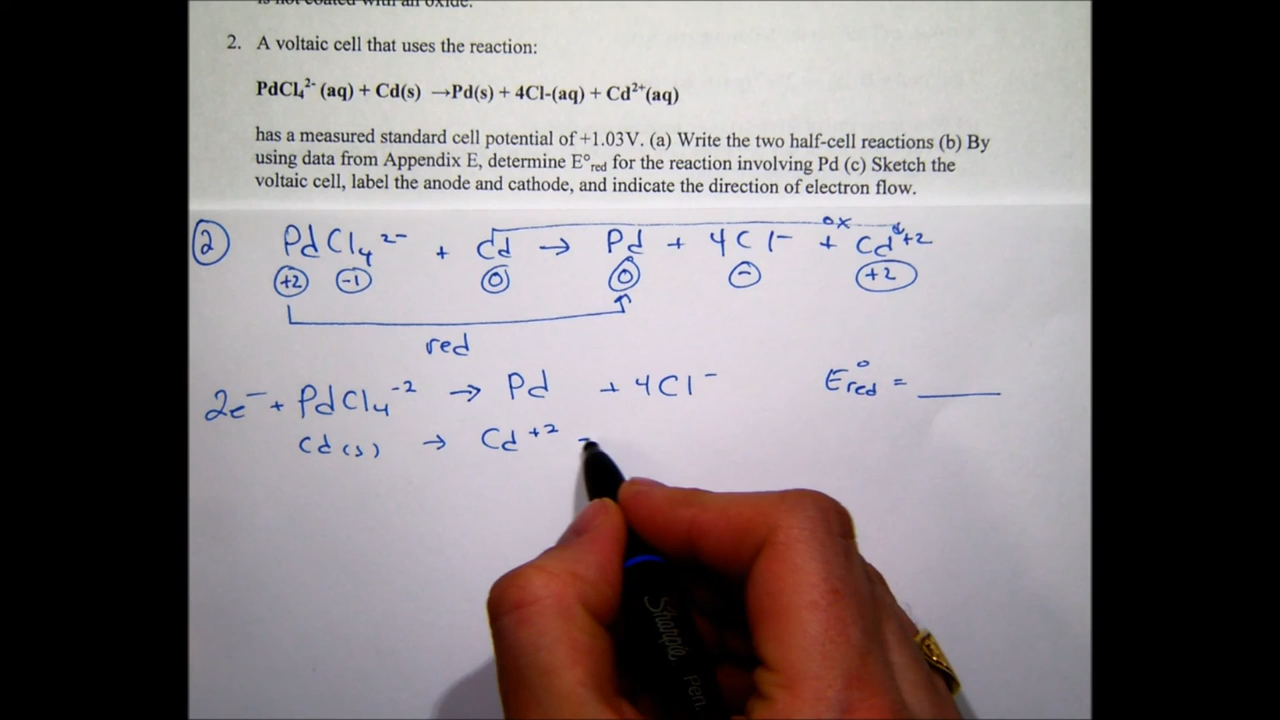 is not coated with an oxide.
2. A voltaic cell that uses the reaction:
PdCl₄²⁻ (aq) + Cd(s) →Pd(s) + 4Cl-(aq) + Cd²⁺(aq)
has a measured standard cell potential of +1.03V. (a) Write the two half-cell reactions (b) By
using data from Appendix E, determine E°red for the reaction involving Pd (c) Sketch the
voltaic cell, label the anode and cathode, and indicate the direction of electron flow.
ox
② PdCl₄²⁻ + Cd → Pd + 4Cl⁻ + Cd⁺²
+2 -1 0 0 - +2
red
2e⁻ + PdCl₄⁻² → Pd + 4Cl⁻ E°red = ____
Cd(s) → Cd⁺²
Sharpie Pen.